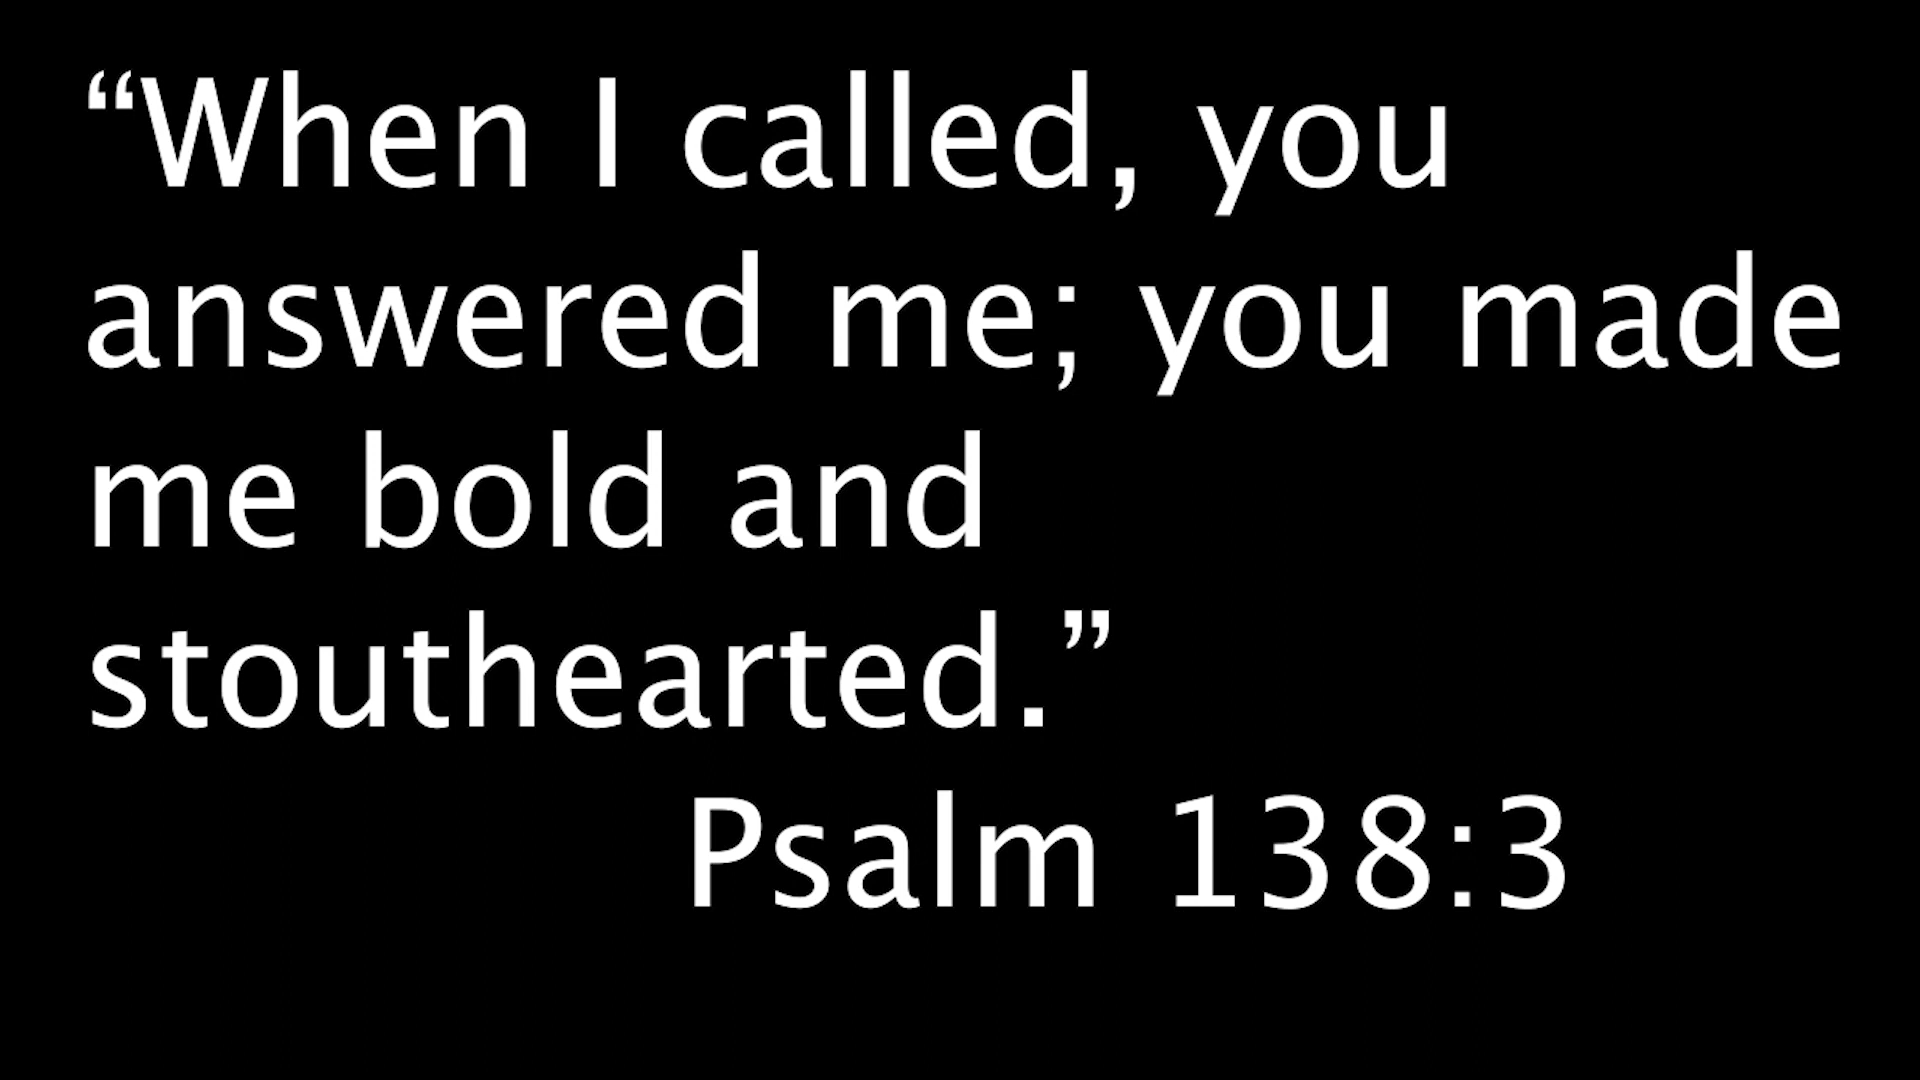 “When I called, you
answered me; you made
me bold and
stouthearted.”
Psalm 138:3